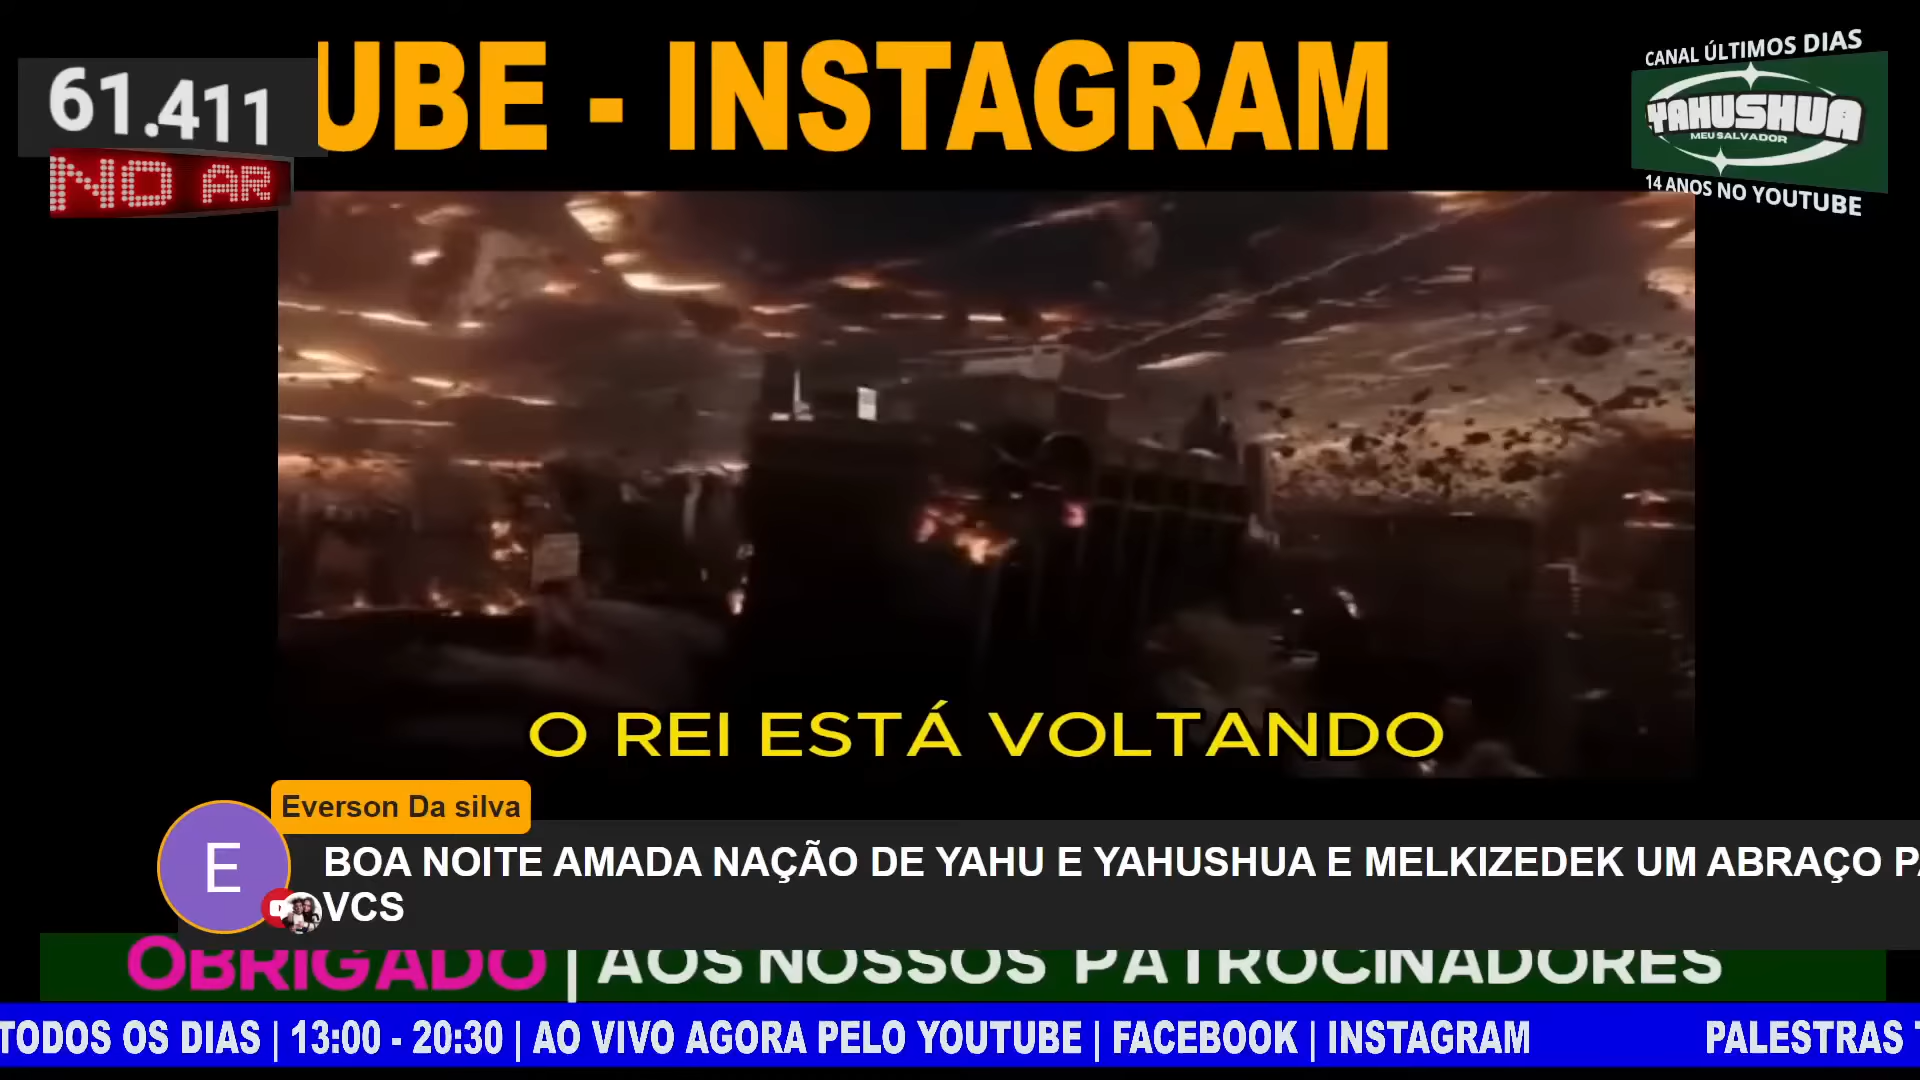 UBE - INSTAGRAM
61.411
NO AR
CANAL ÚLTIMOS DIAS
YAHUSHUA
MEU SALVADOR
14 ANOS NO YOUTUBE
O REI ESTÁ VOLTANDO
Everson Da silva
E
BOA NOITE AMADA NAÇÃO DE YAHU E YAHUSHUA E MELKIZEDEK UM ABRAÇO PA
VCS
OBRIGADO | AOS NOSSOS PATROCINADORES
TODOS OS DIAS | 13:00 - 20:30 | AO VIVO AGORA PELO YOUTUBE | FACEBOOK | INSTAGRAM PALESTRAS T